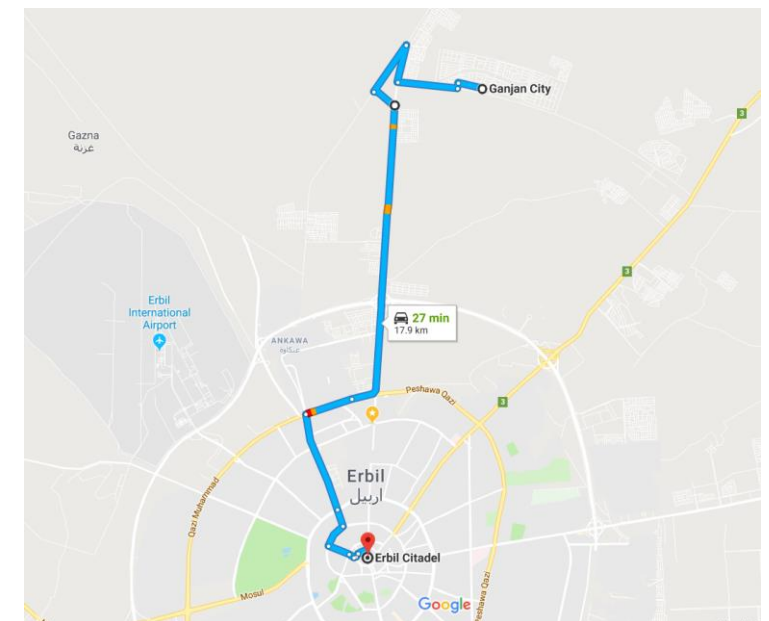 Ganjan City
3
Gazna
غزنة
3
Erbil
International
Airport
27 min
17.9 km
ANKAWA
عنكاوة
Peshawa Qazi
3
Erbil
اربيل
Qazi Muhammad
Erbil Citadel
Mosul
Google
Peshawa Qazi